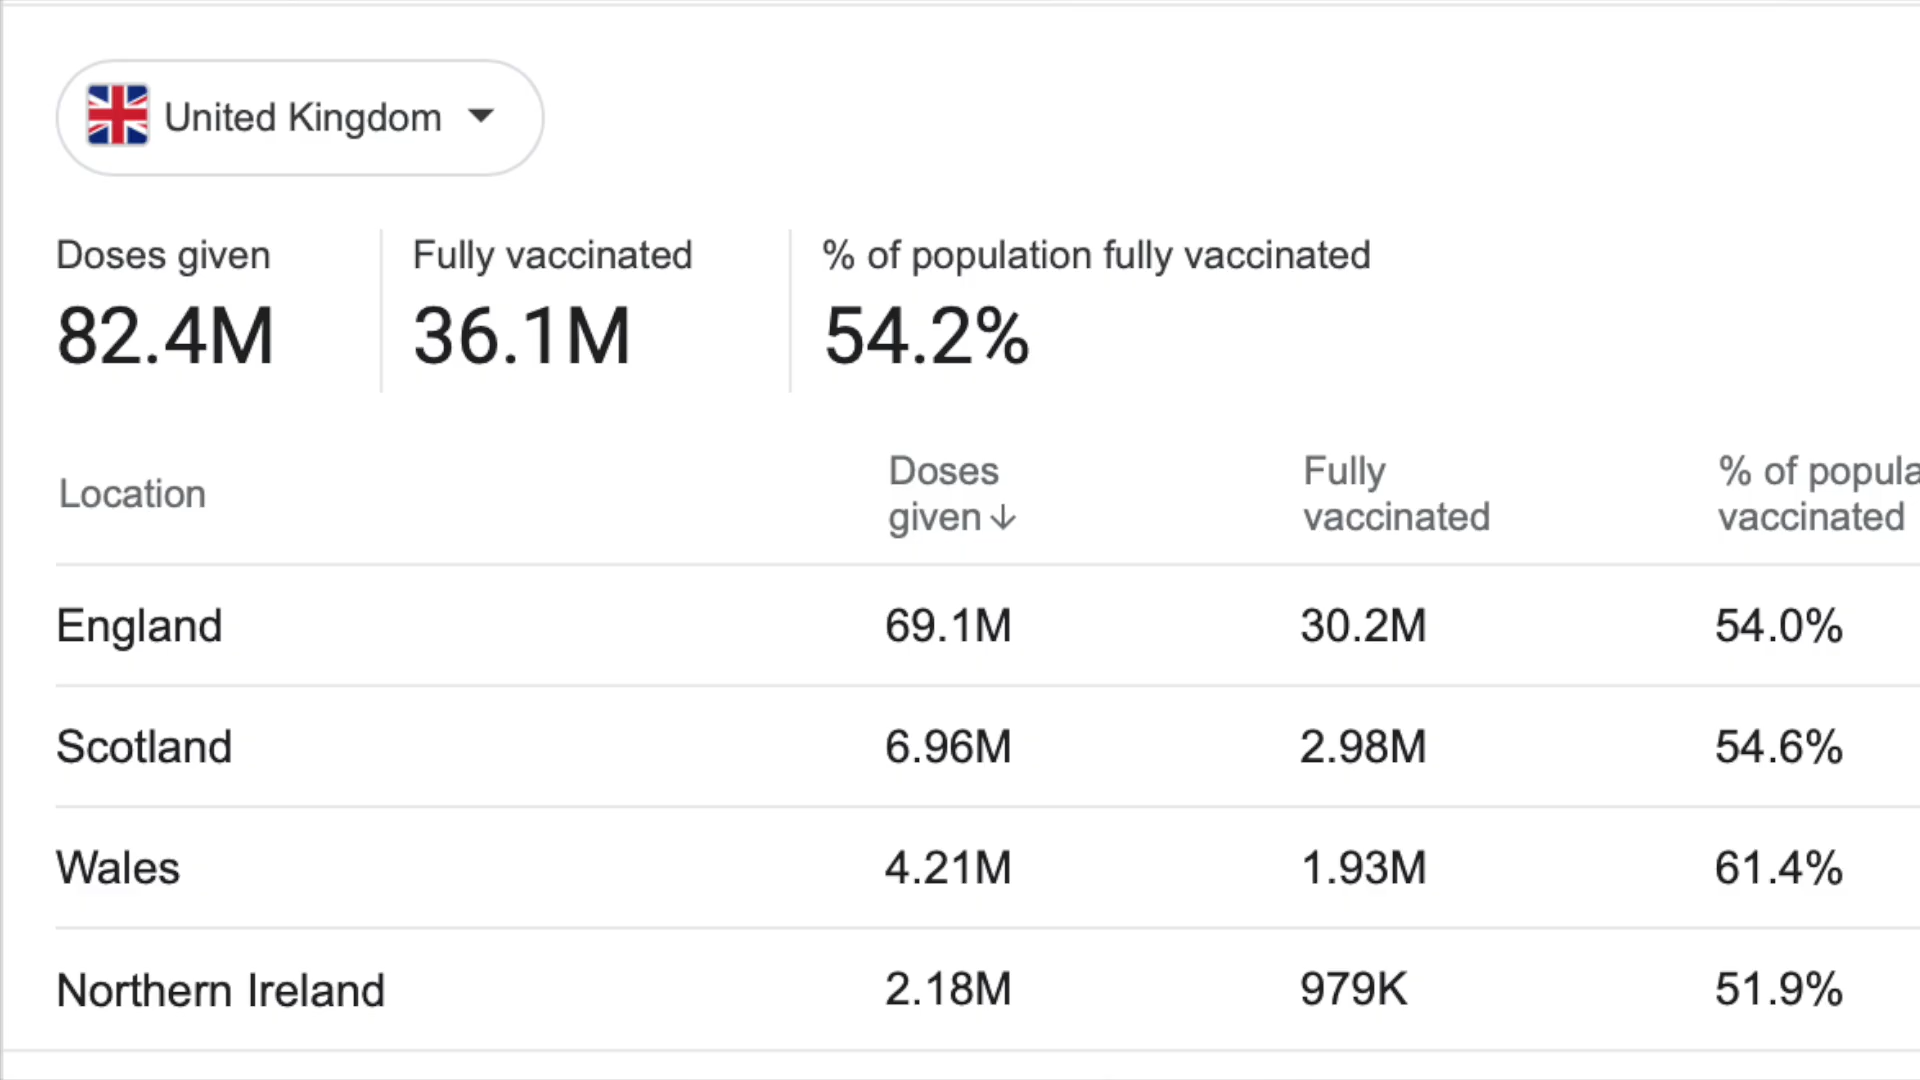 United Kingdom
Doses given Fully vaccinated % of population fully vaccinated
82.4M 36.1M 54.2%
Location Doses given Fully vaccinated % of popula vaccinated
England 69.1M 30.2M 54.0%
Scotland 6.96M 2.98M 54.6%
Wales 4.21M 1.93M 61.4%
Northern Ireland 2.18M 979K 51.9%